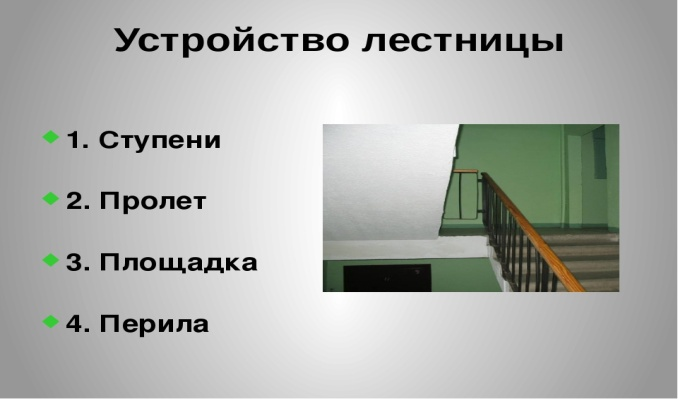 Устройство лестницы
1. Ступени
2. Пролет
3. Площадка
4. Перила